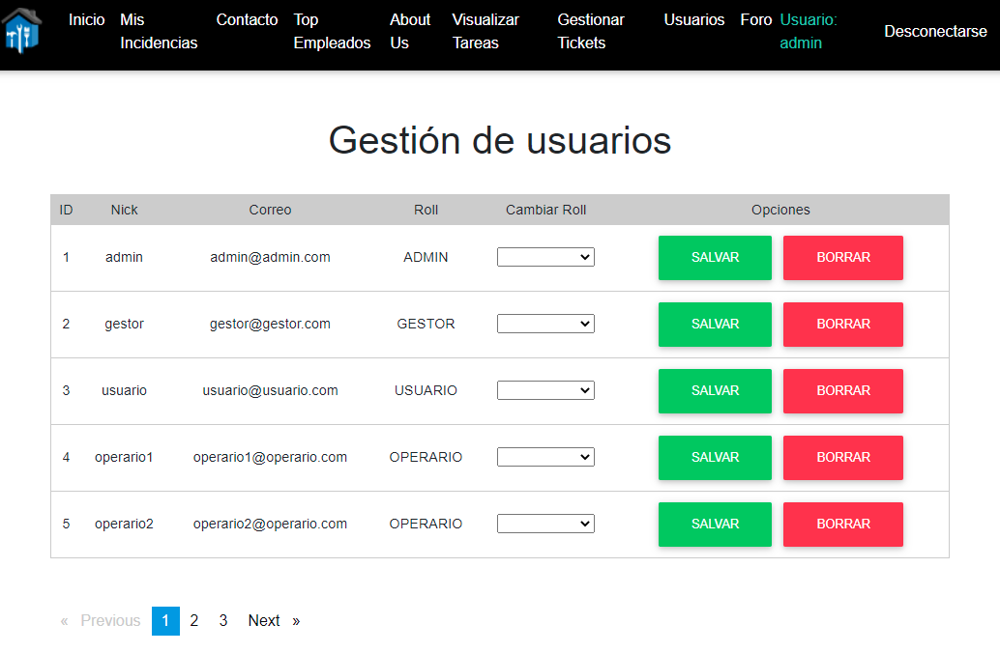 Inicio Mis Incidencias Contacto Top Empleados About Us Visualizar Tareas Gestionar Tickets Usuarios Foro Usuario: admin Desconectarse
Gestión de usuarios
ID Nick Correo Roll Cambiar Roll Opciones
1 admin admin@admin.com ADMIN SALVAR BORRAR
2 gestor gestor@gestor.com GESTOR SALVAR BORRAR
3 usuario usuario@usuario.com USUARIO SALVAR BORRAR
4 operario1 operario1@operario.com OPERARIO SALVAR BORRAR
5 operario2 operario2@operario.com OPERARIO SALVAR BORRAR
« Previous 1 2 3 Next »